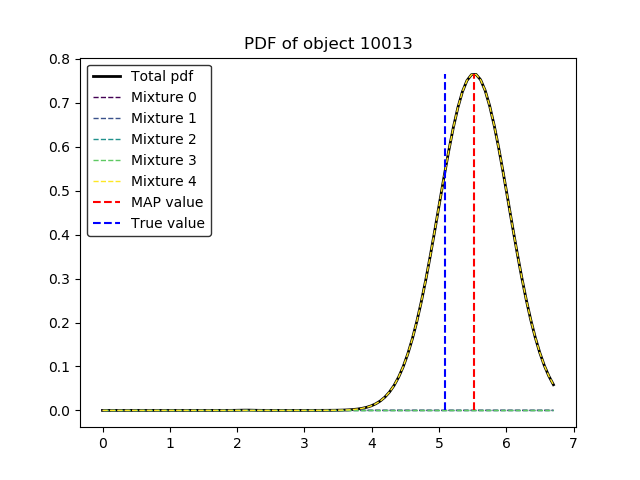 PDF of object 10013
0.8
0.7
0.6
0.5
0.4
0.3
0.2
0.1
0.0
Total pdf
Mixture 0
Mixture 1
Mixture 2
Mixture 3
Mixture 4
MAP value
True value
0 1 2 3 4 5 6 7